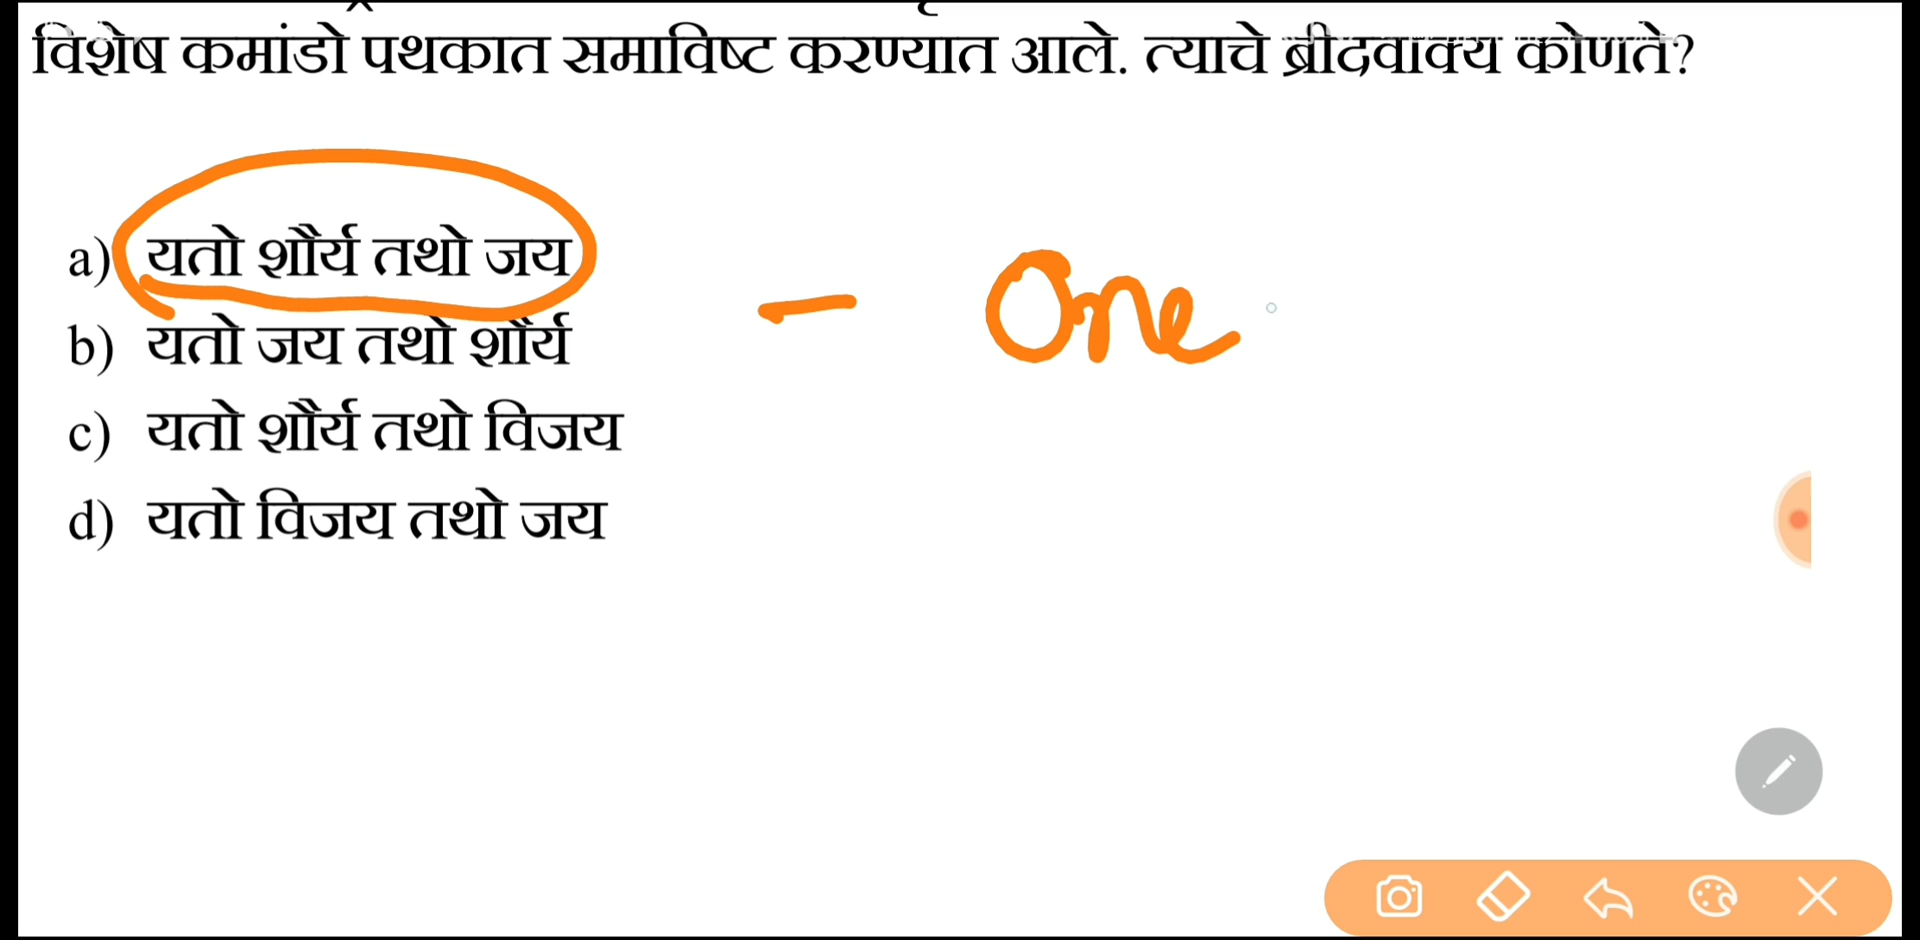 विशेष कमांडो पथकात समाविष्ट करण्यात आले. त्याचे ब्रीदवाक्य कोणते?
a) यतो शौर्य तथो जय
b) यतो जय तथो शौर्य
- One
c) यतो शौर्य तथो विजय
d) यतो विजय तथो जय